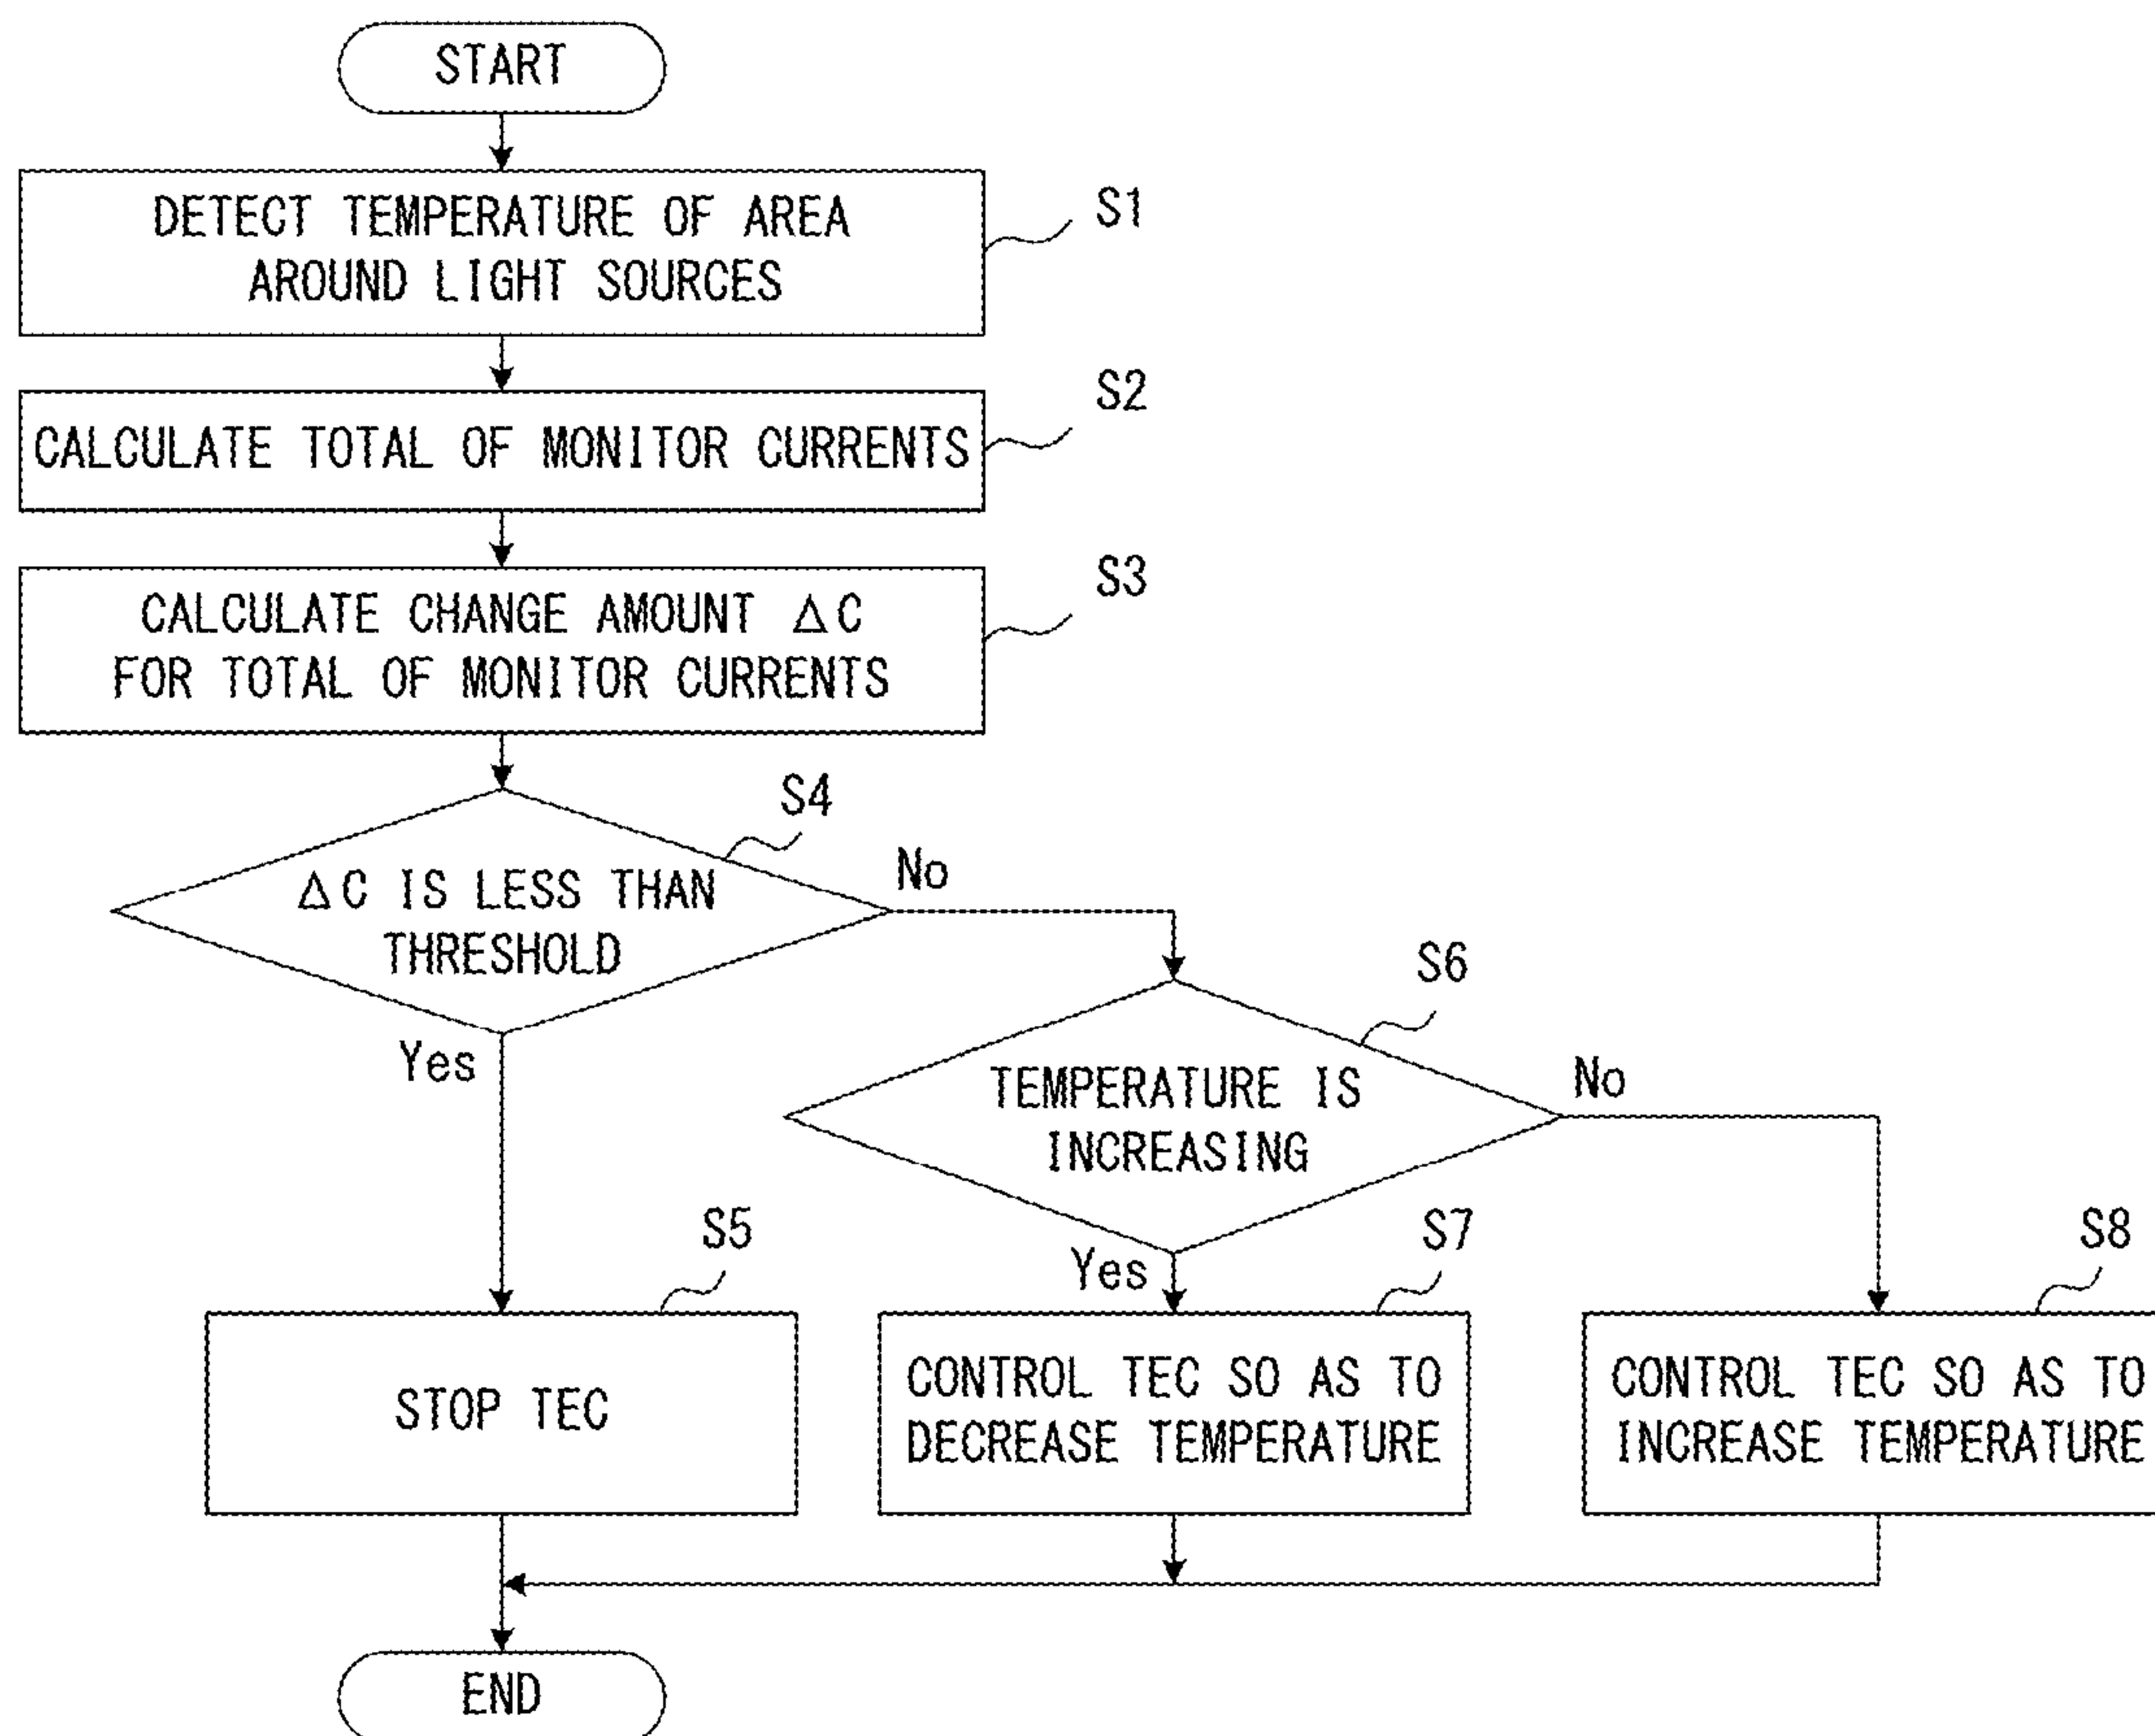 START
DETECT TEMPERATURE OF AREA
AROUND LIGHT SOURCES
S1
CALCULATE TOTAL OF MONITOR CURRENTS
S2
CALCULATE CHANGE AMOUNT ΔC
FOR TOTAL OF MONITOR CURRENTS
S3
S4
ΔC IS LESS THAN
THRESHOLD
No
Yes
S6
TEMPERATURE IS
INCREASING
No
Yes
S5
STOP TEC
S7
CONTROL TEC SO AS TO
DECREASE TEMPERATURE
S8
CONTROL TEC SO AS TO
INCREASE TEMPERATURE
END